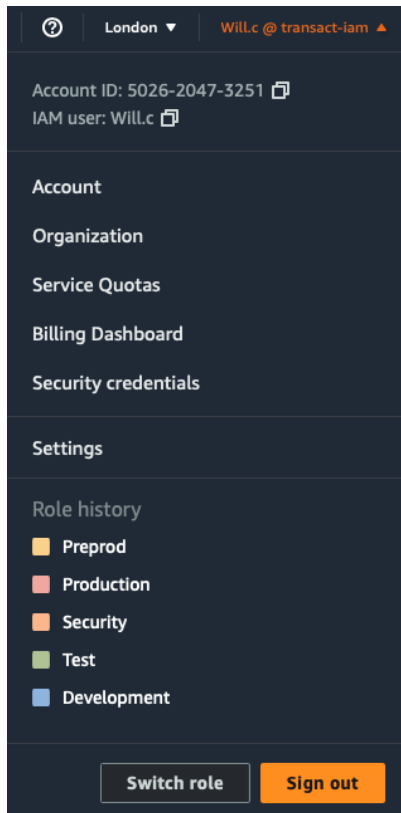 London ▼ Will.c @ transact-iam ▲
Account ID: 5026-2047-3251
IAM user: Will.c
Account
Organization
Service Quotas
Billing Dashboard
Security credentials
Settings
Role history
Preprod
Production
Security
Test
Development
Switch role Sign out